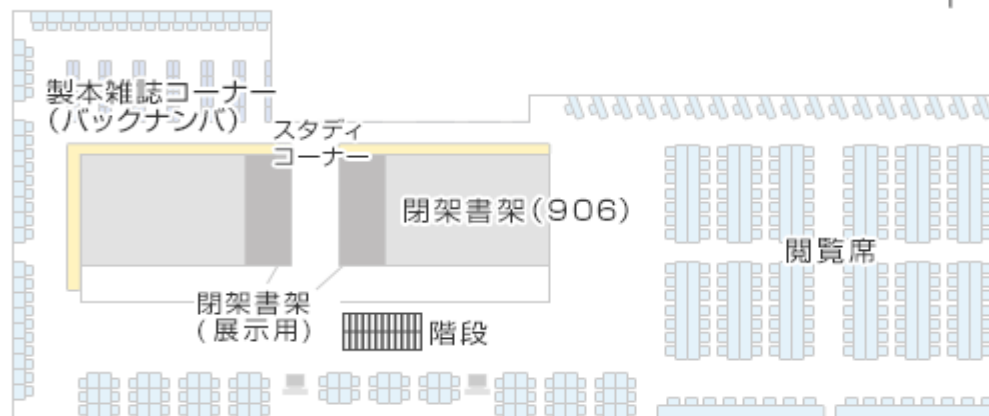 製本雑誌コーナー
(バックナンバ)
スタディ
コーナー
閉架書架(906)
閲覧席
閉架書架
(展示用)
階段